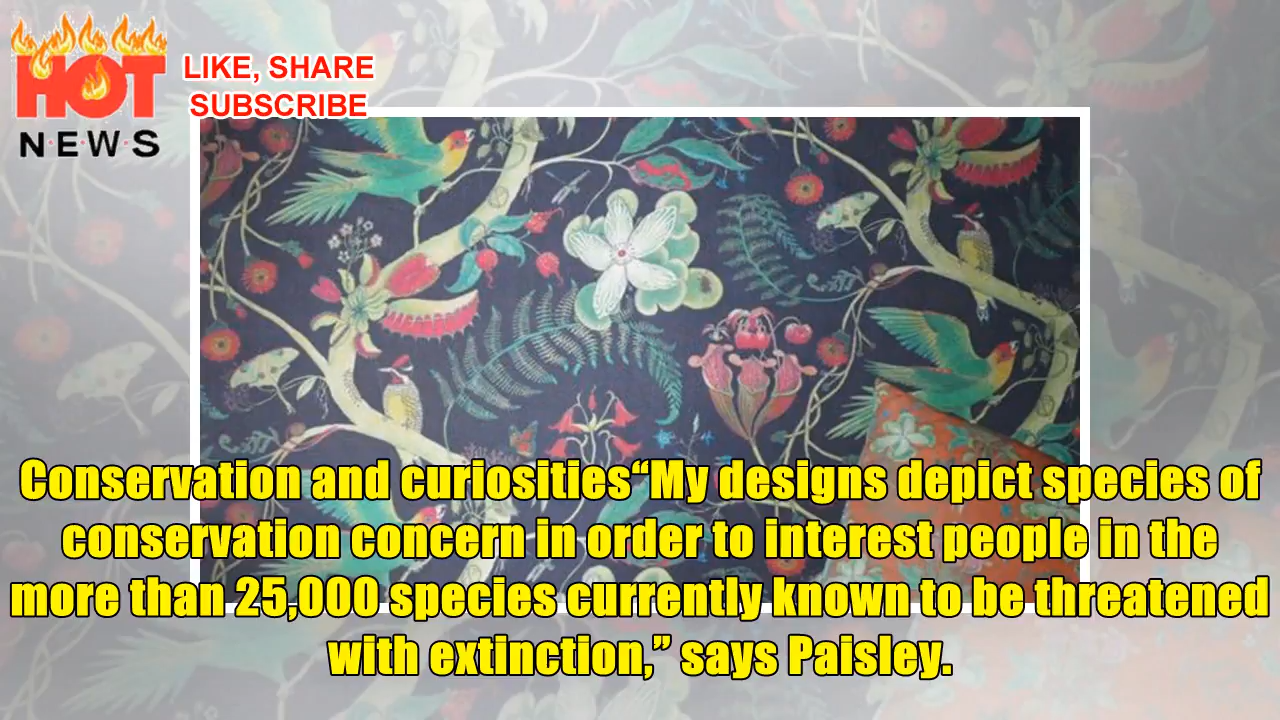 HOT
N·E·W·S
LIKE, SHARE
SUBSCRIBE
Conservation and curiosities“My designs depict species of
conservation concern in order to interest people in the
more than 25,000 species currently known to be threatened
with extinction,” says Paisley.